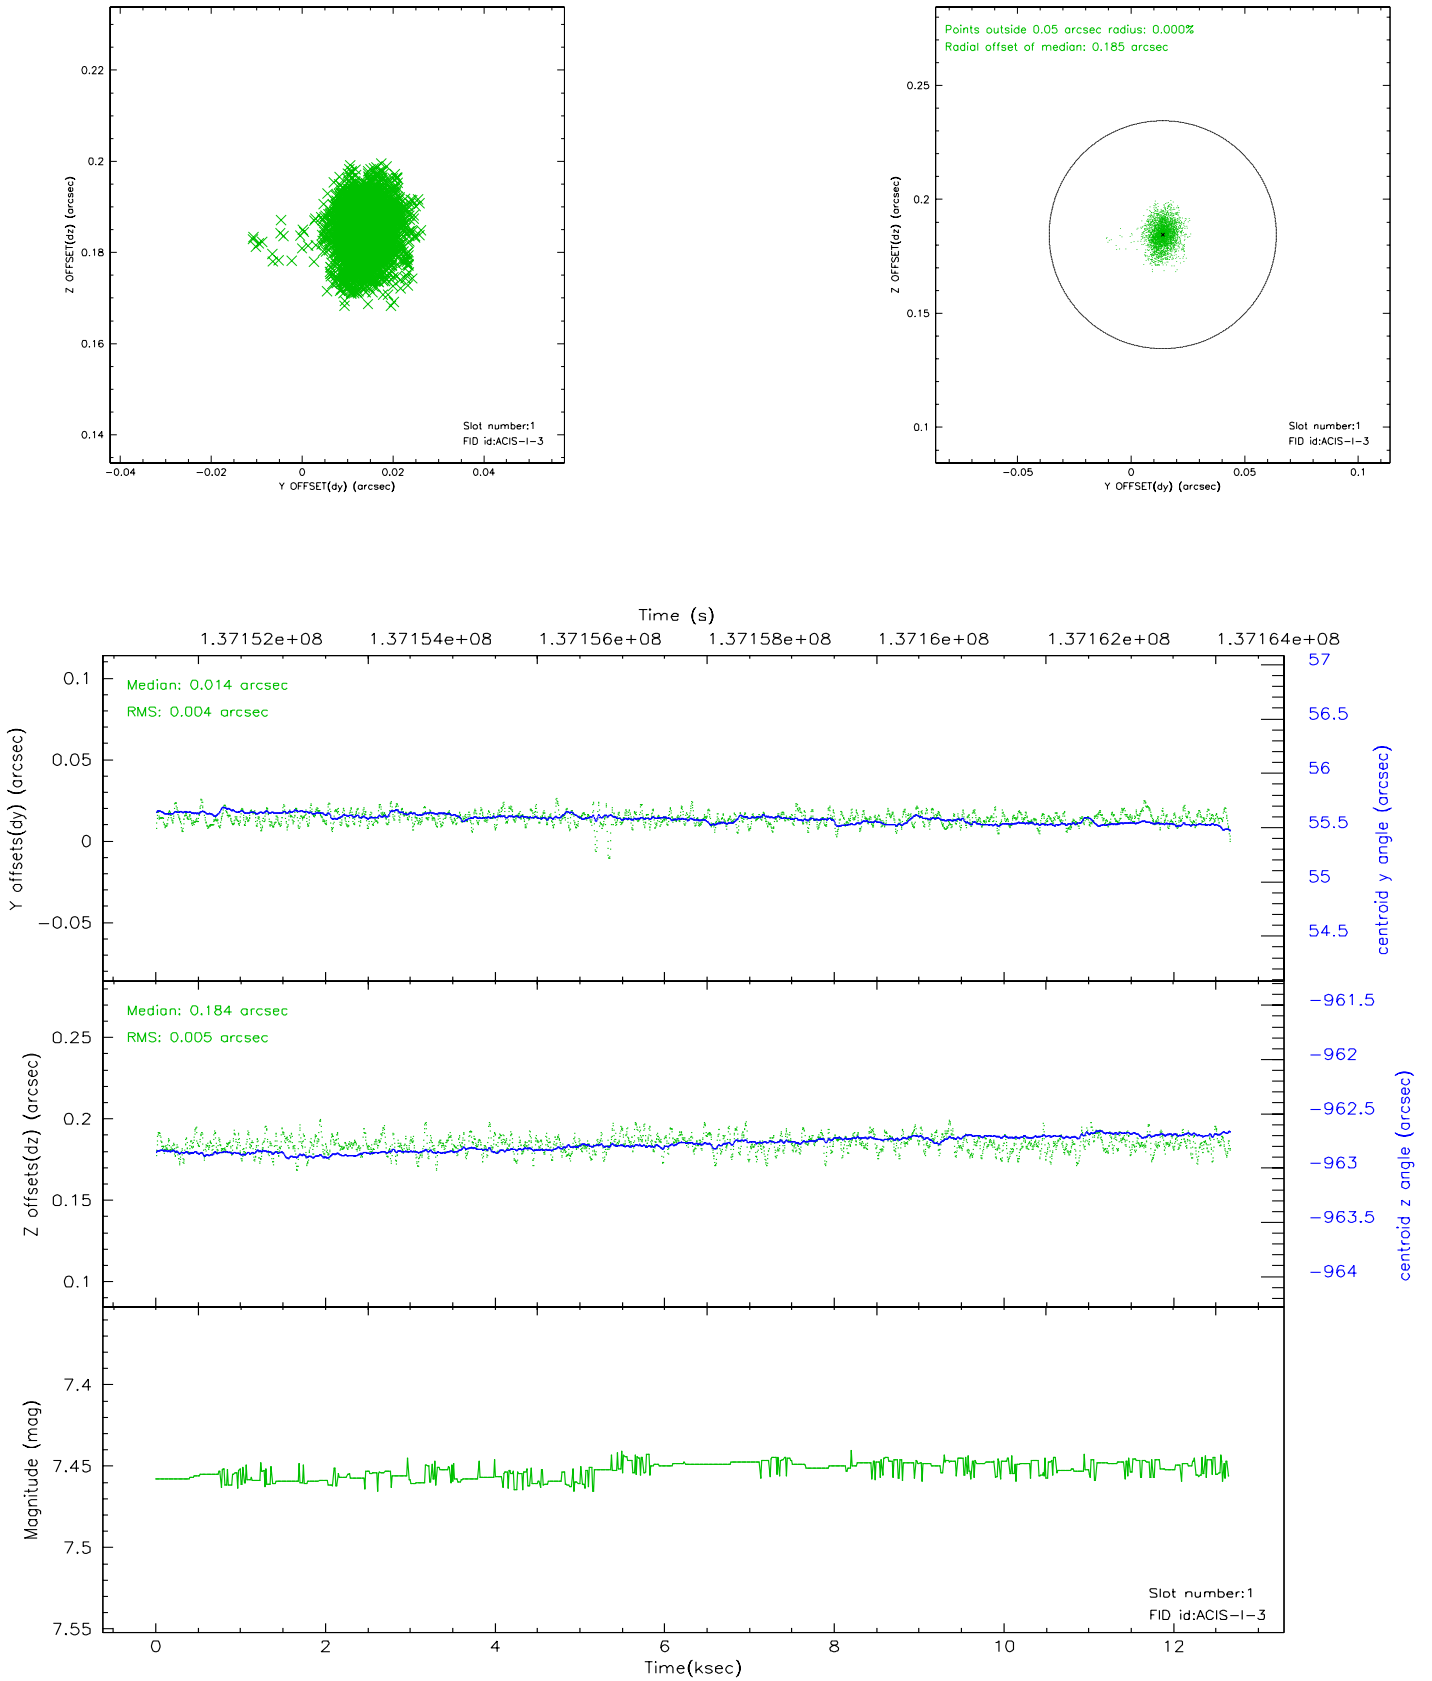 0.22
0.2
0.18
0.16
0.14
Z OFFSET(dz) (arcsec)
Slot number:1
FID id:ACIS-I-3
-0.04 -0.02 0 0.02 0.04
Y OFFSET(dy) (arcsec)
Points outside 0.05 arcsec radius: 0.000%
Radial offset of median: 0.185 arcsec
0.25
0.2
0.15
0.1
Z OFFSET(dz) (arcsec)
Slot number:1
FID id:ACIS-I-3
-0.05 0 0.05 0.1
Y OFFSET(dy) (arcsec)
Time (s)
1.37152e+08 1.37154e+08 1.37156e+08 1.37158e+08 1.3716e+08 1.37162e+08 1.37164e+08
Median: 0.014 arcsec
RMS: 0.004 arcsec
0.1
0.05
0
-0.05
Y offsets(dy) (arcsec)
57
56.5
56
55.5
55
54.5
centroid y angle (arcsec)
Median: 0.184 arcsec
RMS: 0.005 arcsec
0.25
0.2
0.15
0.1
Z offsets(dz) (arcsec)
-961.5
-962
-962.5
-963
-963.5
-964
centroid z angle (arcsec)
7.4
7.45
7.5
7.55
Magnitude (mag)
Slot number:1
FID id:ACIS-I-3
0 2 4 6 8 10 12
Time(ksec)